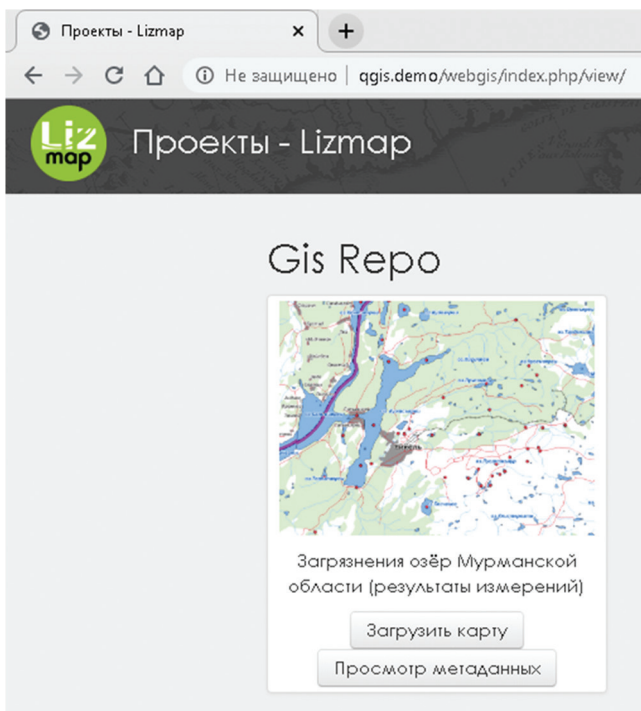 Проекты - Lizmap
Не защищено | qgis.demo/webgis/index.php/view/
Liz
map
Проекты - Lizmap
Gis Repo
Загрязнения озёр Мурманской
области (результаты измерений)
Загрузить карту
Просмотр метаданных